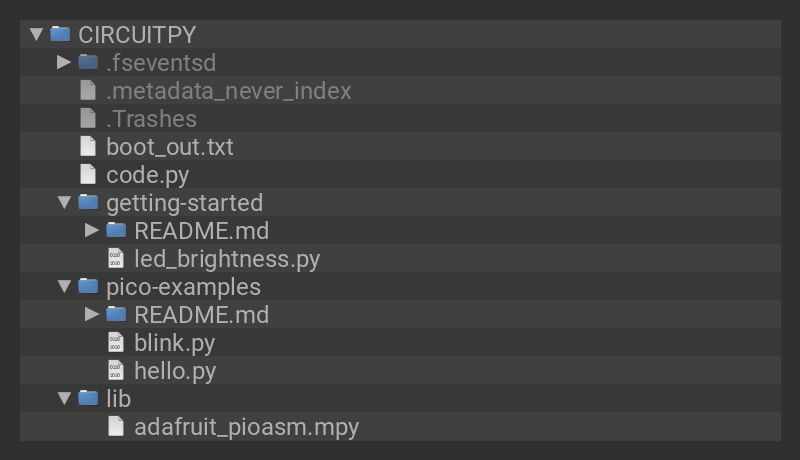 CIRCUITPY
.fseventsd
.metadata_never_index
.Trashes
boot_out.txt
code.py
getting-started
README.md
led_brightness.py
pico-examples
README.md
blink.py
hello.py
lib
adafruit_pioasm.mpy